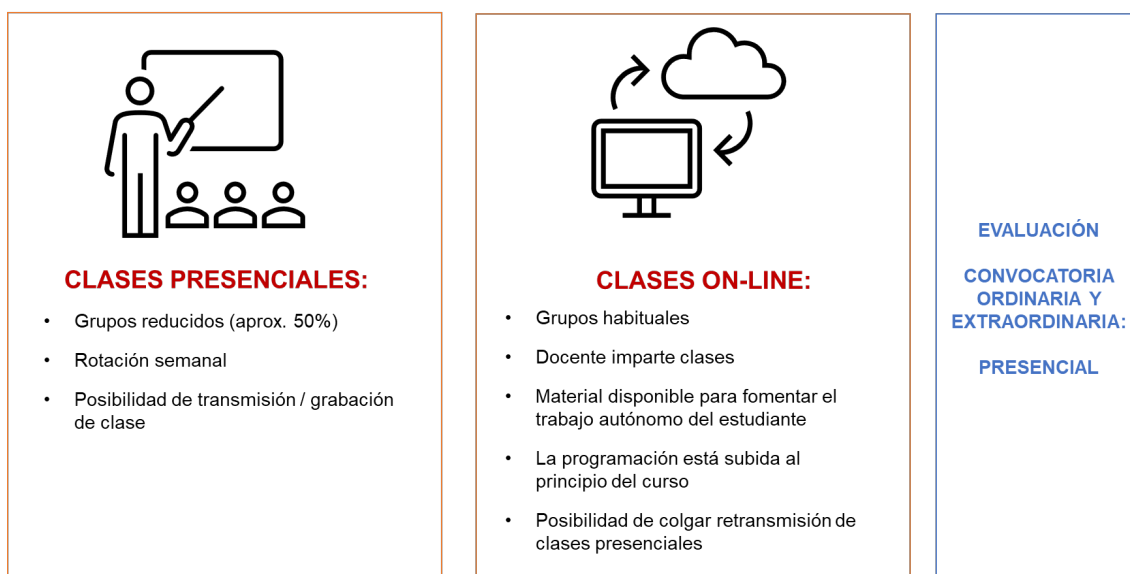 CLASES PRESENCIALES:
• Grupos reducidos (aprox. 50%)
• Rotación semanal
• Posibilidad de transmisión / grabación
de clase
CLASES ON-LINE:
• Grupos habituales
• Docente imparte clases
• Material disponible para fomentar el
trabajo autónomo del estudiante
• La programación está subida al
principio del curso
• Posibilidad de colgar retransmisión de
clases presenciales
EVALUACIÓN
CONVOCATORIA
ORDINARIA Y
EXTRAORDINARIA:
PRESENCIAL